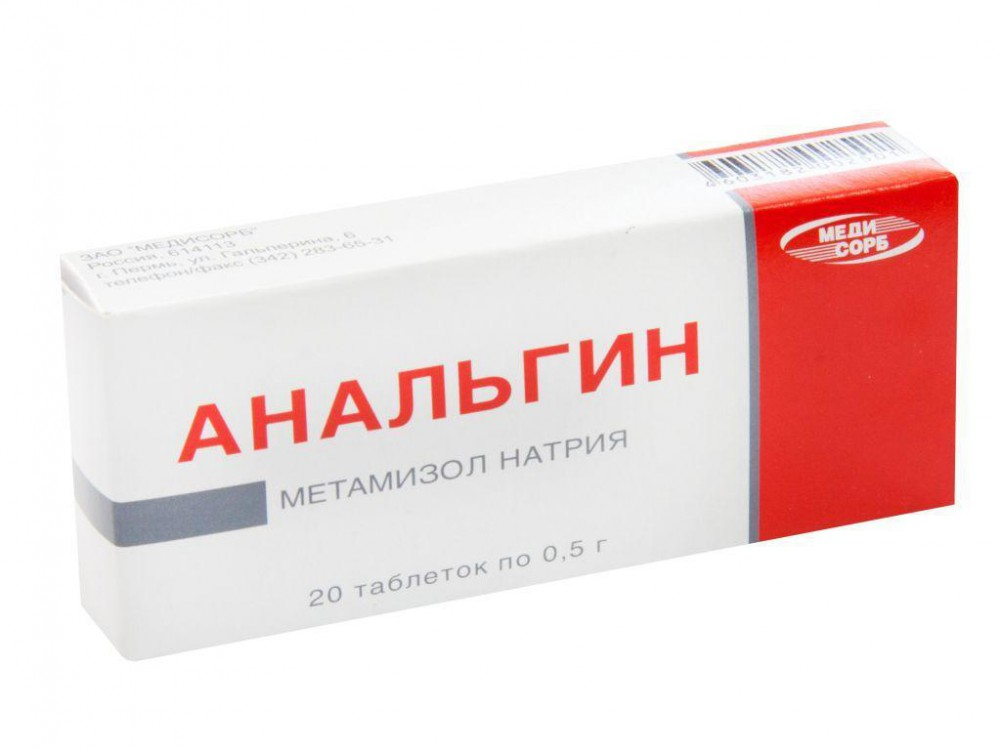 ЗАО "МЕДИСОРБ"
Россия, 614113
г. Пермь, ул. Гальперина, 6
телефон/факс (342) 283-65-31
4603182002561
МЕДИ
СОРБ
АНАЛЬГИН
МЕТАМИЗОЛ НАТРИЯ
20 таблеток по 0,5 г